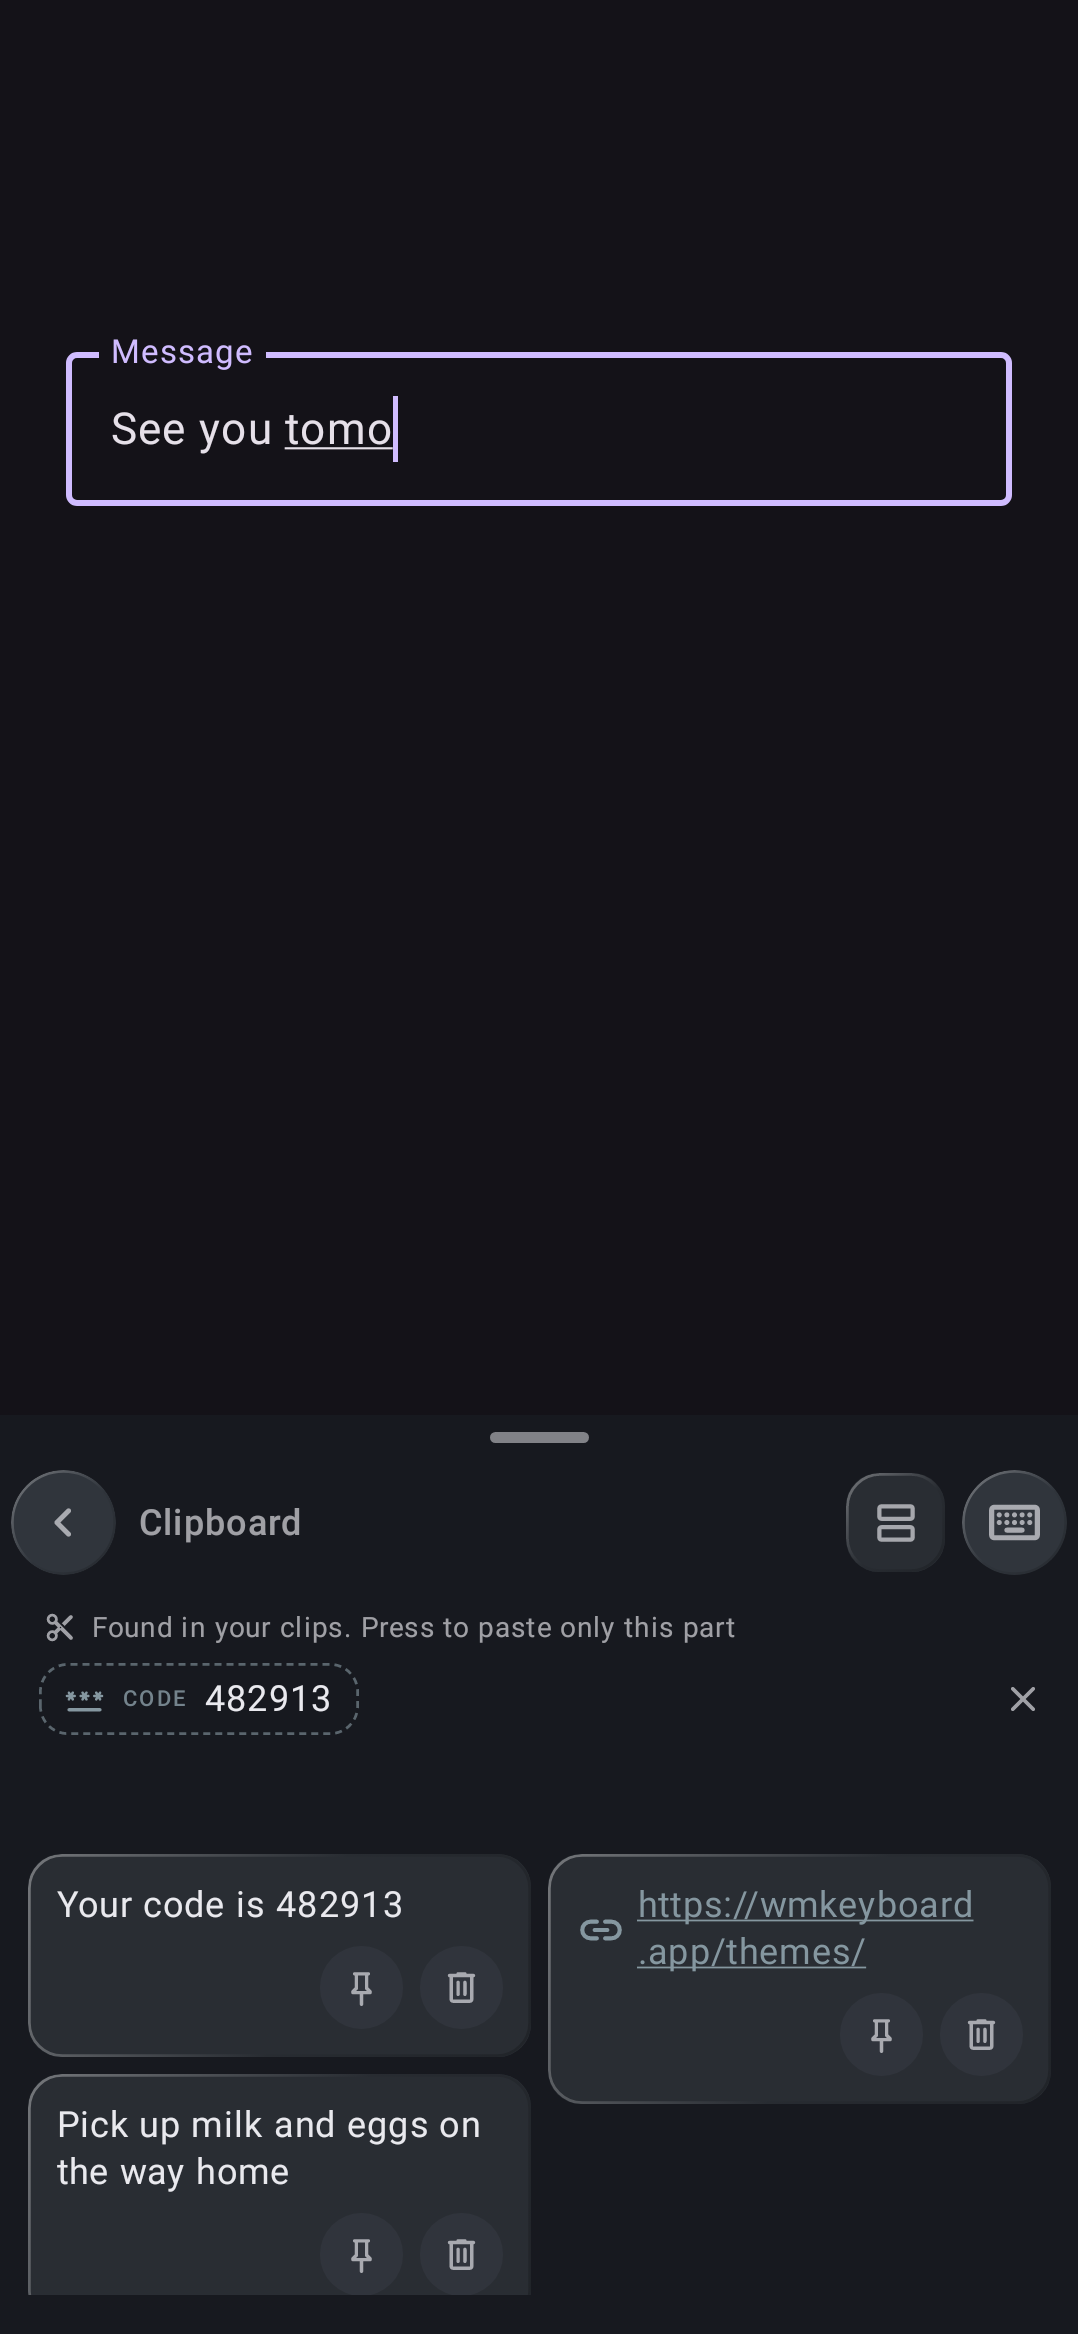 Message
See you tomo
Clipboard
Found in your clips. Press to paste only this part
*** CODE 482913
Your code is 482913
https://wmkeyboard
.app/themes/
Pick up milk and eggs on
the way home